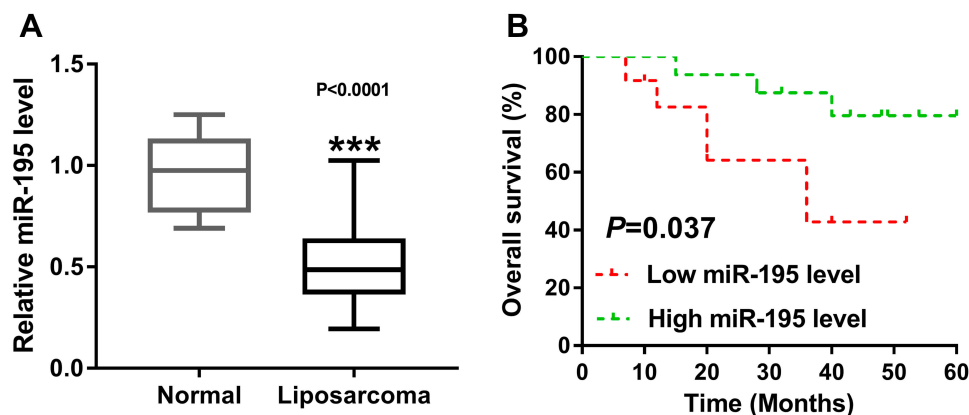 A
Relative miR-195 level
1.5
1.0
0.5
0.0
P<0.0001
***
Normal
Liposarcoma
B
Overall survival (%)
100
80
60
40
20
0
P=0.037
Low miR-195 level
High miR-195 level
0 10 20 30 40 50 60
Time (Months)